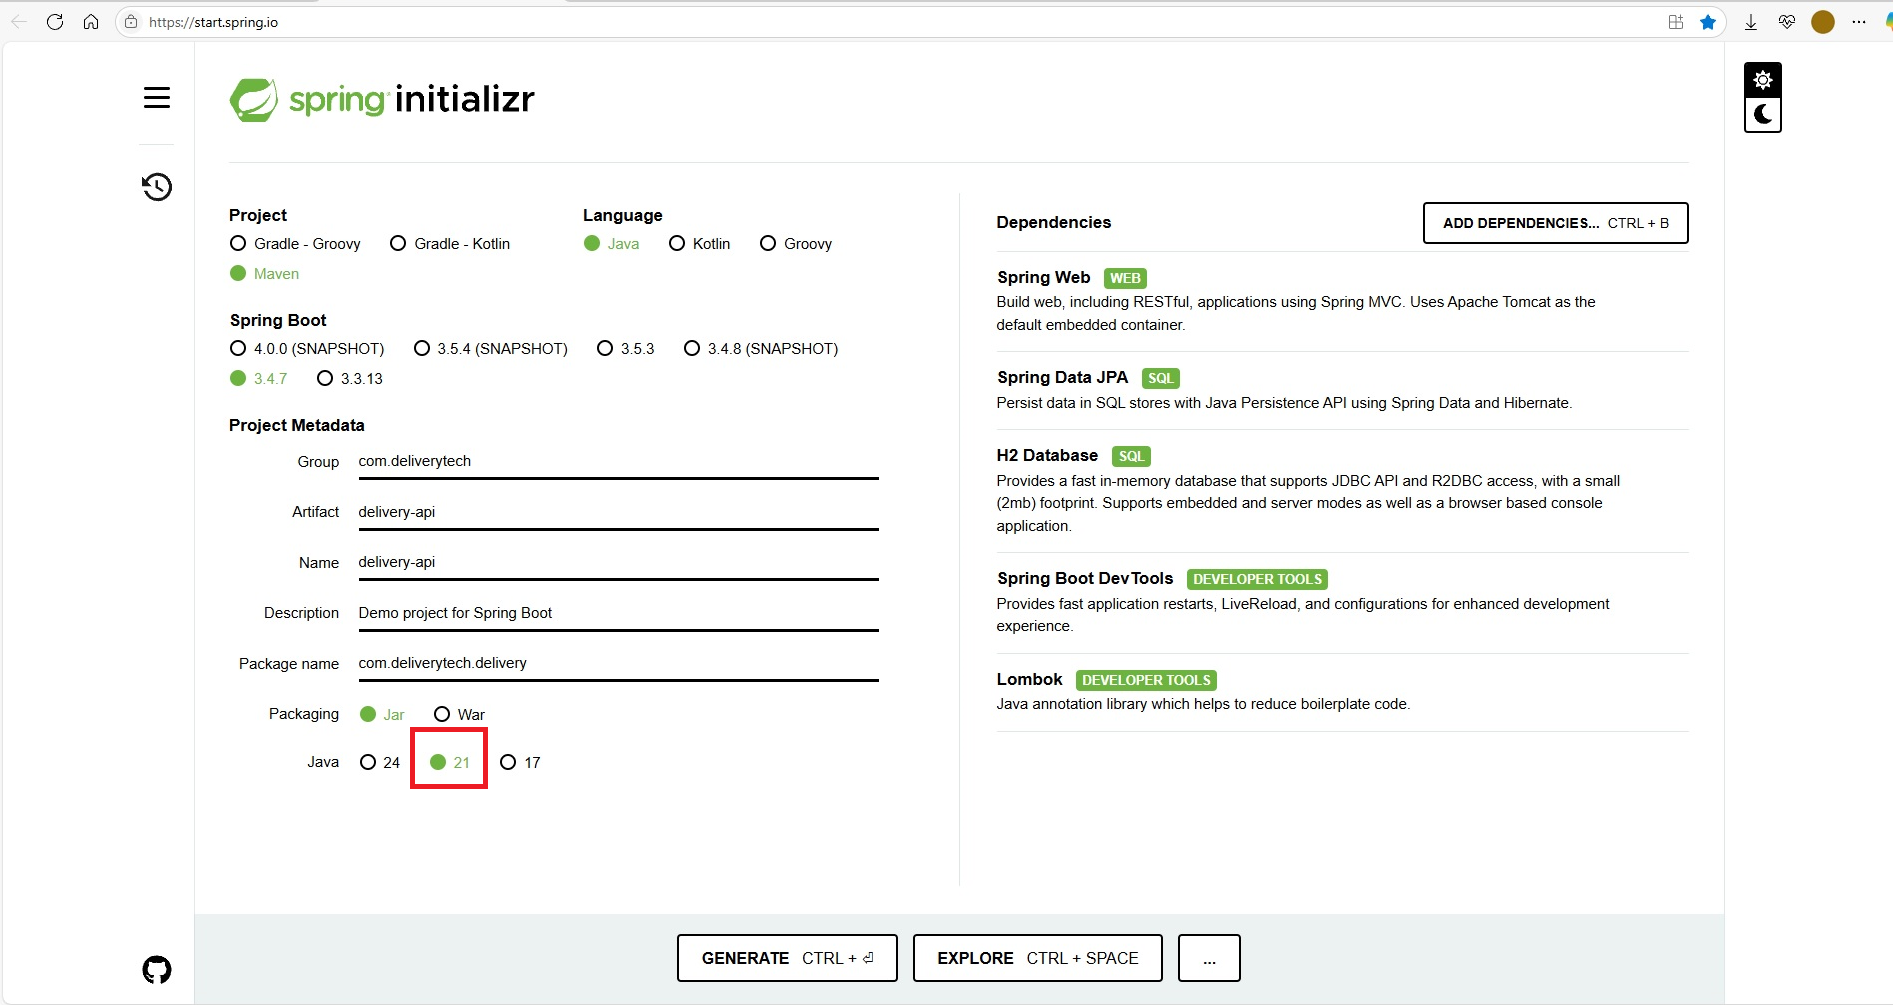 https://start.spring.io
spring initializr
Project
Gradle - Groovy Gradle - Kotlin
Maven
Language
Java Kotlin Groovy
Spring Boot
4.0.0 (SNAPSHOT) 3.5.4 (SNAPSHOT) 3.5.3 3.4.8 (SNAPSHOT)
3.4.7 3.3.13
Project Metadata
Group com.deliverytech
Artifact delivery-api
Name delivery-api
Description Demo project for Spring Boot
Package name com.deliverytech.delivery
Packaging Jar War
Java 24 21 17
Dependencies
ADD DEPENDENCIES... CTRL + B
Spring Web WEB
Build web, including RESTful, applications using Spring MVC. Uses Apache Tomcat as the
default embedded container.
Spring Data JPA SQL
Persist data in SQL stores with Java Persistence API using Spring Data and Hibernate.
H2 Database SQL
Provides a fast in-memory database that supports JDBC API and R2DBC access, with a small
(2mb) footprint. Supports embedded and server modes as well as a browser based console
application.
Spring Boot DevTools DEVELOPER TOOLS
Provides fast application restarts, LiveReload, and configurations for enhanced development
experience.
Lombok DEVELOPER TOOLS
Java annotation library which helps to reduce boilerplate code.
GENERATE CTRL + ⏎
EXPLORE CTRL + SPACE
...